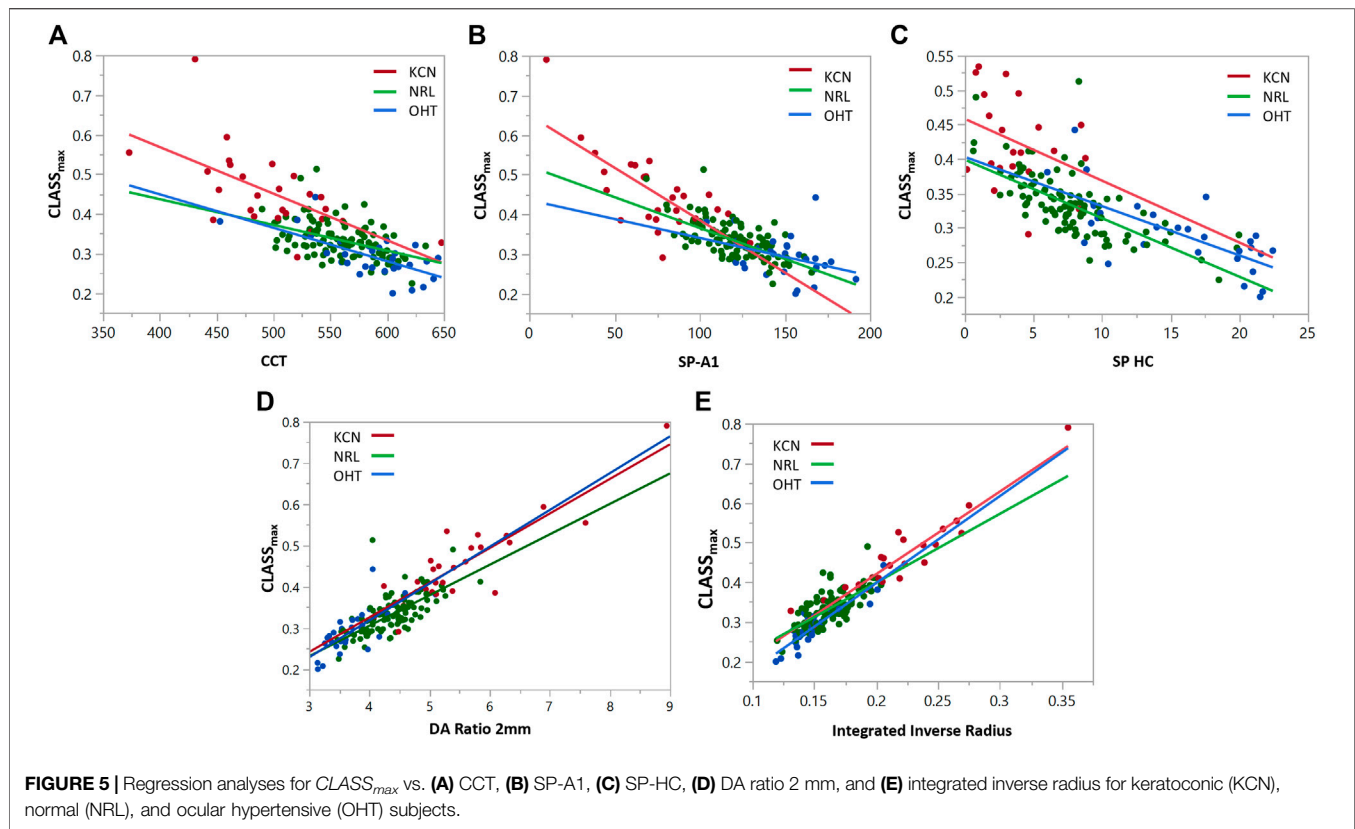 A
0.8
0.7
0.6
0.5
0.4
0.3
0.2
CLASSmax
KCN
NRL
OHT
350 400 450 500 550 600 650
CCT
B
0.8
0.7
0.6
0.5
0.4
0.3
0.2
CLASSmax
KCN
NRL
OHT
0 50 100 150 200
SP-A1
C
0.55
0.5
0.45
0.4
0.35
0.3
0.25
0.2
CLASSmax
KCN
NRL
OHT
0 5 10 15 20 25
SP HC
D
0.8
0.7
0.6
0.5
0.4
0.3
0.2
CLASSmax
KCN
NRL
OHT
3 4 5 6 7 8 9
DA Ratio 2mm
E
0.8
0.7
0.6
0.5
0.4
0.3
0.2
CLASSmax
KCN
NRL
OHT
0.1 0.15 0.2 0.25 0.3 0.35
Integrated Inverse Radius
FIGURE 5 | Regression analyses for CLASSmax vs. (A) CCT, (B) SP-A1, (C) SP-HC, (D) DA ratio 2 mm, and (E) integrated inverse radius for keratoconic (KCN),
normal (NRL), and ocular hypertensive (OHT) subjects.